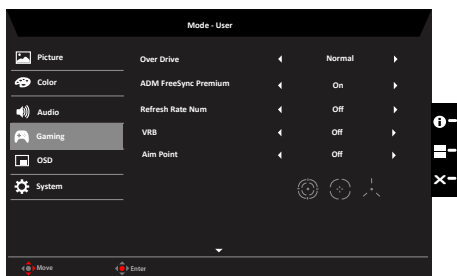 Mode - User
Picture
Color
Audio
Gaming
OSD
System
Over Drive Normal
ADM FreeSync Premium On
Refresh Rate Num Off
VRB Off
Aim Point Off
Move Enter